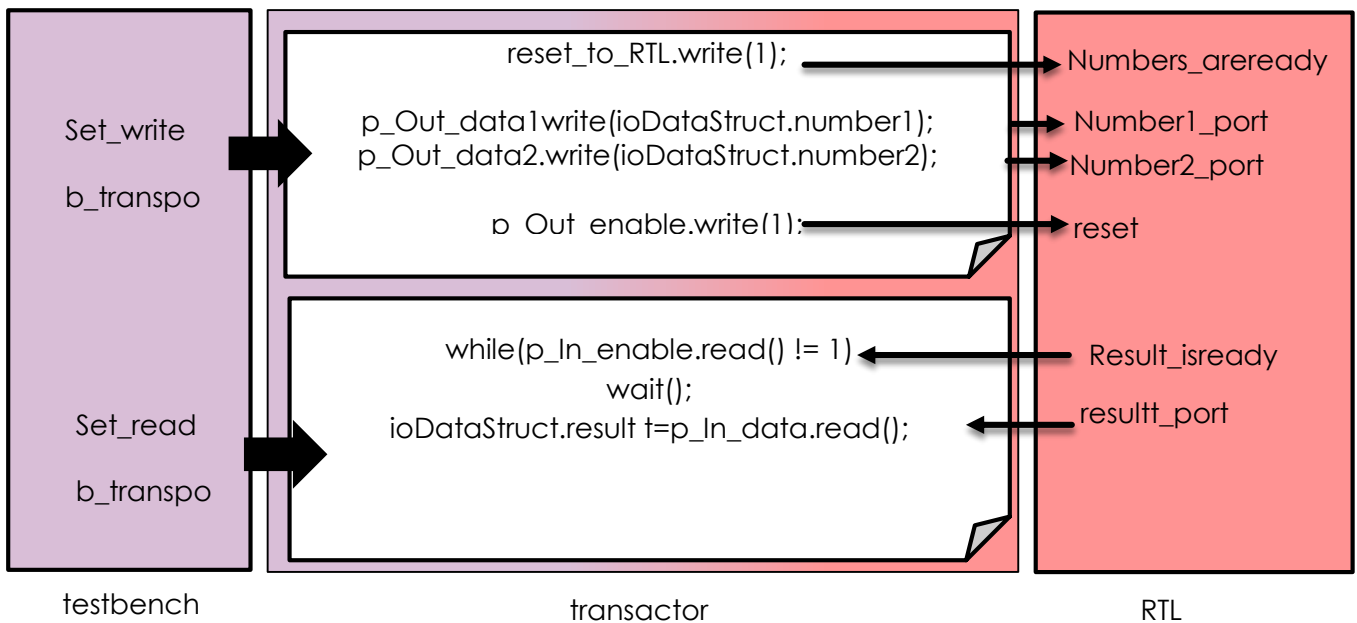 reset_to_RTL.write(1);
Numbers_areready
Set_write
p_Out_data1write(ioDataStruct.number1);
Number1_port
p_Out_data2.write(ioDataStruct.number2);
Number2_port
b_transpo
p_Out_enable.write(1);
reset
while(p_In_enable.read() != 1)
Result_isready
wait();
Set_read
ioDataStruct.result t=p_In_data.read();
resultt_port
b_transpo
testbench
transactor
RTL